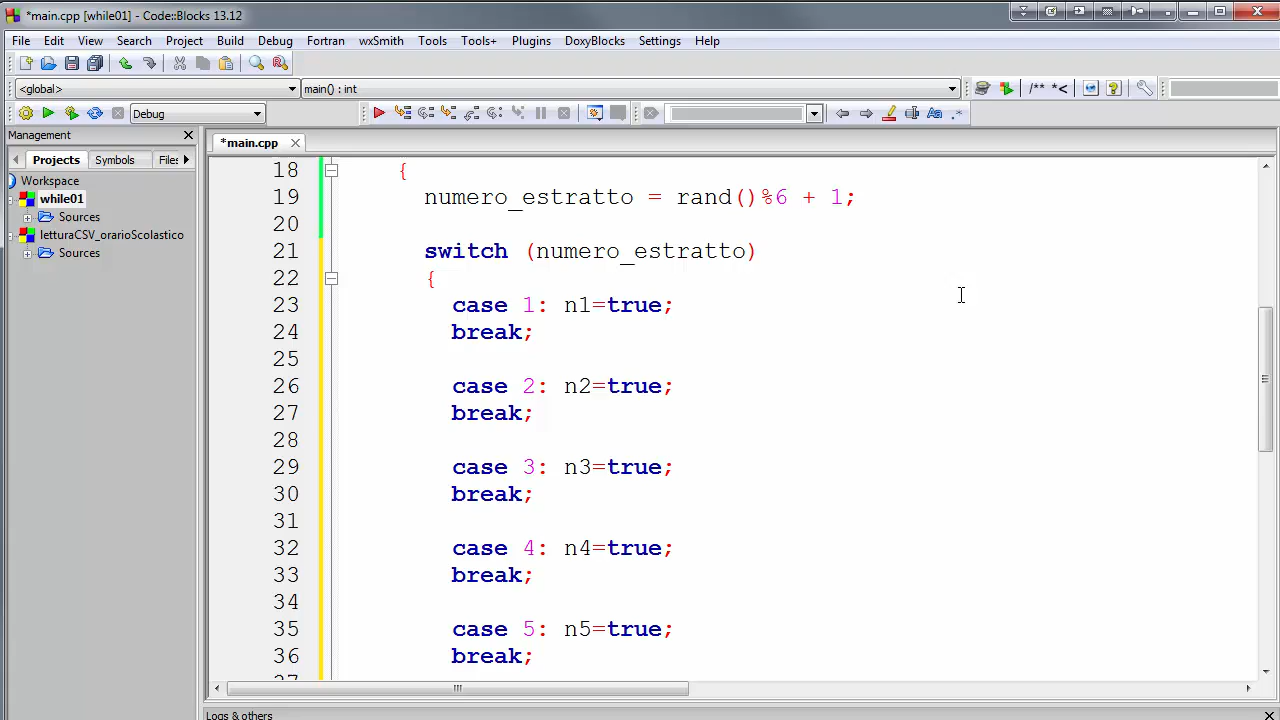 *main.cpp [while01] - Code::Blocks 13.12
File Edit View Search Project Build Debug Fortran wxSmith Tools Tools+ Plugins DoxyBlocks Settings Help
<global> main() : int /** *<
Debug
Management
*main.cpp
Projects Symbols Files
Workspace
while01
Sources
letturaCSV_orarioScolastico
Sources
18 {
19 numero_estratto = rand()%6 + 1;
20
21 switch (numero_estratto)
22 {
23 case 1: n1=true;
24 break;
25
26 case 2: n2=true;
27 break;
28
29 case 3: n3=true;
30 break;
31
32 case 4: n4=true;
33 break;
34
35 case 5: n5=true;
36 break;
Logs & others